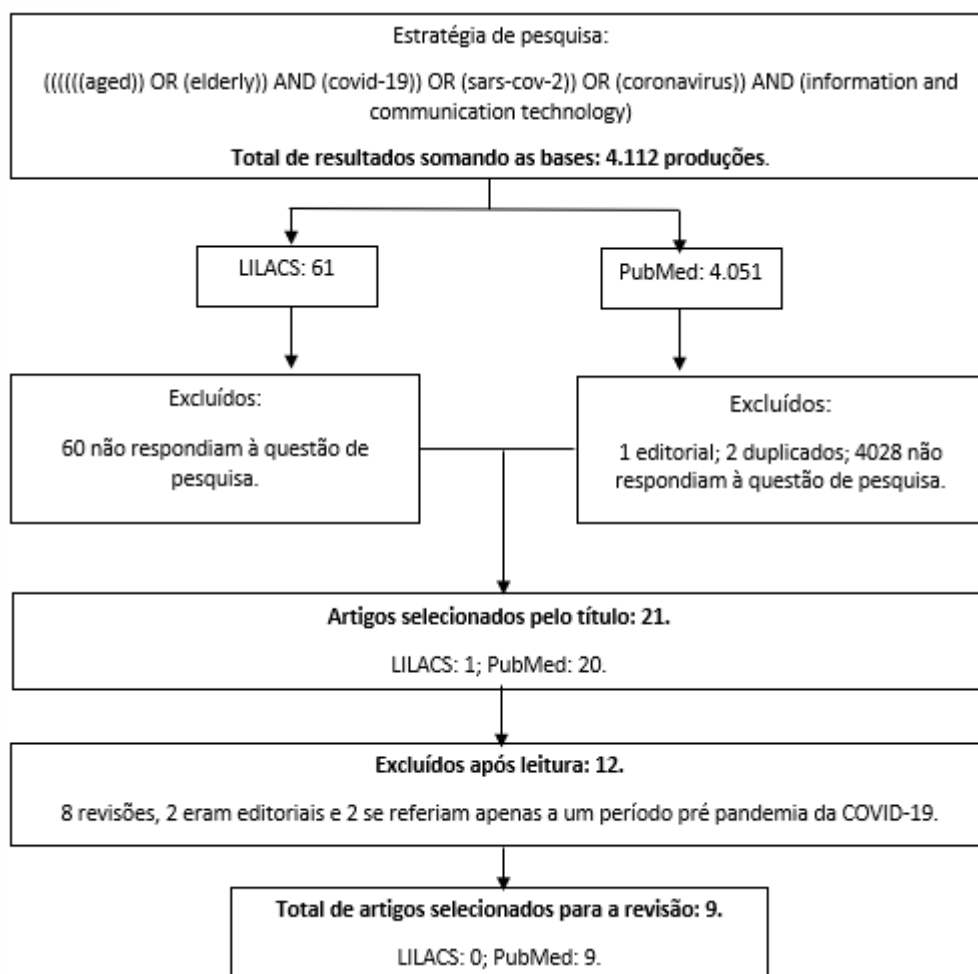 Estratégia de pesquisa:
((((((aged)) OR (elderly)) AND (covid-19)) OR (sars-cov-2)) OR (coronavirus)) AND (information and
communication technology)
Total de resultados somando as bases: 4.112 produções.
LILACS: 61
PubMed: 4.051
Excluídos:
60 não respondiam à questão de
pesquisa.
Excluídos:
1 editorial; 2 duplicados; 4028 não
respondiam à questão de pesquisa.
Artigos selecionados pelo título: 21.
LILACS: 1; PubMed: 20.
Excluídos após leitura: 12.
8 revisões, 2 eram editoriais e 2 se referiam apenas a um período pré pandemia da COVID-19.
Total de artigos selecionados para a revisão: 9.
LILACS: 0; PubMed: 9.